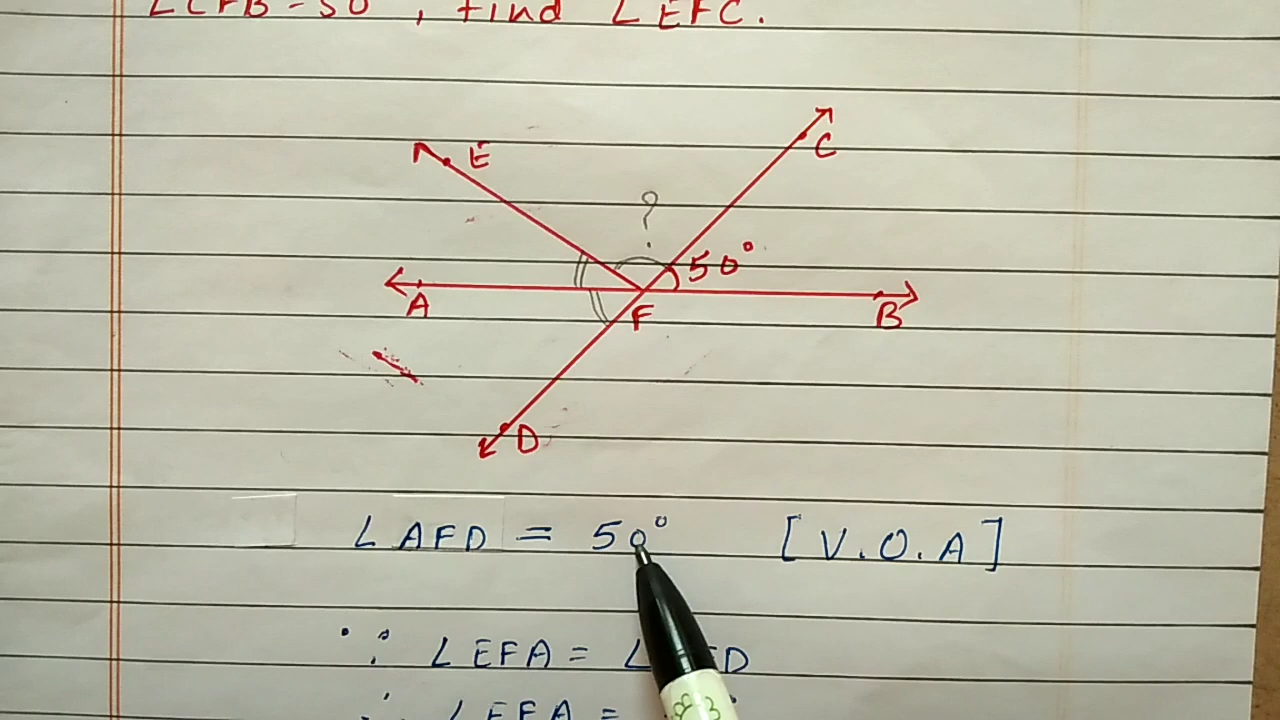 ∠CFB=50°, find ∠EFC.
E
C
?
50°
A
F
B
D
∠AFD = 50° [V.O.A]
∵ ∠EFA = ∠ D
∴ ∠EFA =